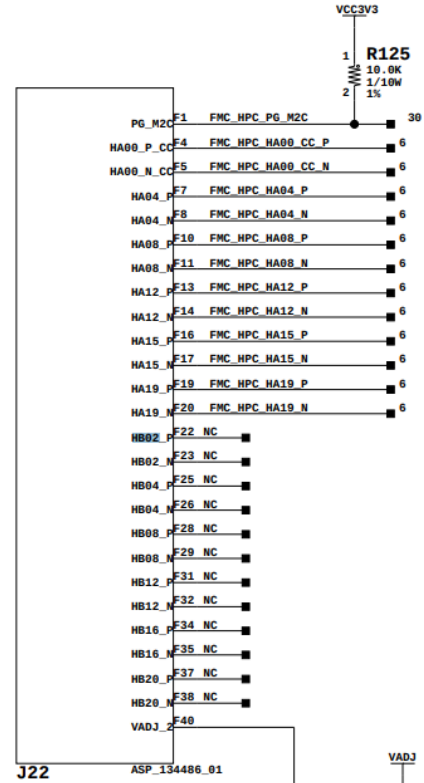 VCC3V3
1 R125
10.0K
1/10W
2 1%
PG_M2C F1 FMC_HPC_PG_M2C 30
HA00_P_CC F4 FMC_HPC_HA00_CC_P 6
HA00_N_CC F5 FMC_HPC_HA00_CC_N 6
HA04_P F7 FMC_HPC_HA04_P 6
HA04_N F8 FMC_HPC_HA04_N 6
HA08_P F10 FMC_HPC_HA08_P 6
HA08_N F11 FMC_HPC_HA08_N 6
HA12_P F13 FMC_HPC_HA12_P 6
HA12_N F14 FMC_HPC_HA12_N 6
HA15_P F16 FMC_HPC_HA15_P 6
HA15_N F17 FMC_HPC_HA15_N 6
HA19_P F19 FMC_HPC_HA19_P 6
HA19_N F20 FMC_HPC_HA19_N 6
HB02_P F22 NC
HB02_N F23 NC
HB04_P F25 NC
HB04_N F26 NC
HB08_P F28 NC
HB08_N F29 NC
HB12_P F31 NC
HB12_N F32 NC
HB16_P F34 NC
HB16_N F35 NC
HB20_P F37 NC
HB20_N F38 NC
VADJ_2 F40
VADJ
J22 ASP_134486_01